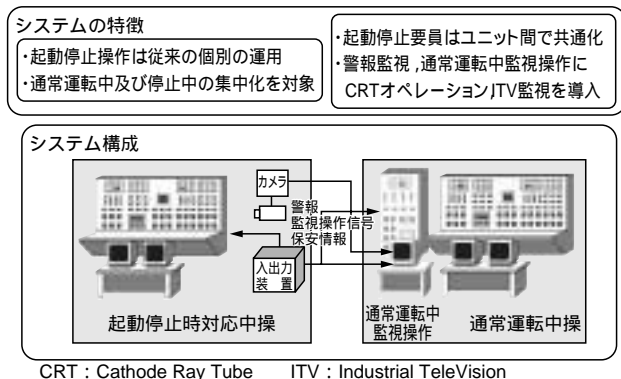 システムの特徴
・起動停止操作は従来の個別の運用
・通常運転中及び停止中の集中化を対象
・起動停止要員はユニット間で共通化
・警報監視,通常運転中監視操作に
CRTオペレーション,ITV監視を導入
システム構成
カメラ
警報
監視操作信号
保安情報
入出力
装 置
起動停止時対応中操
通常運転中
監視操作
通常運転中操
CRT：Cathode Ray Tube ITV：Industrial TeleVision